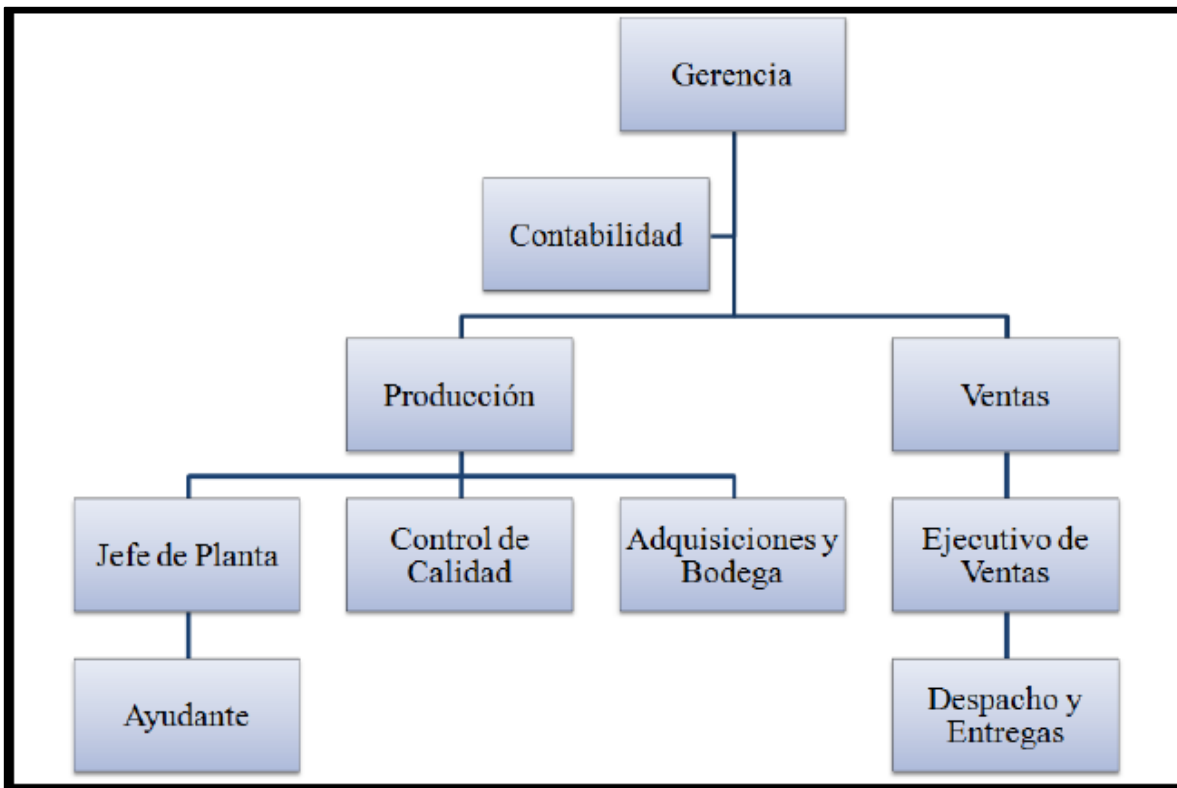 Gerencia
Contabilidad
Producción
Ventas
Jefe de Planta
Control de
Calidad
Adquisiciones y
Bodega
Ejecutivo de
Ventas
Ayudante
Despacho y
Entregas